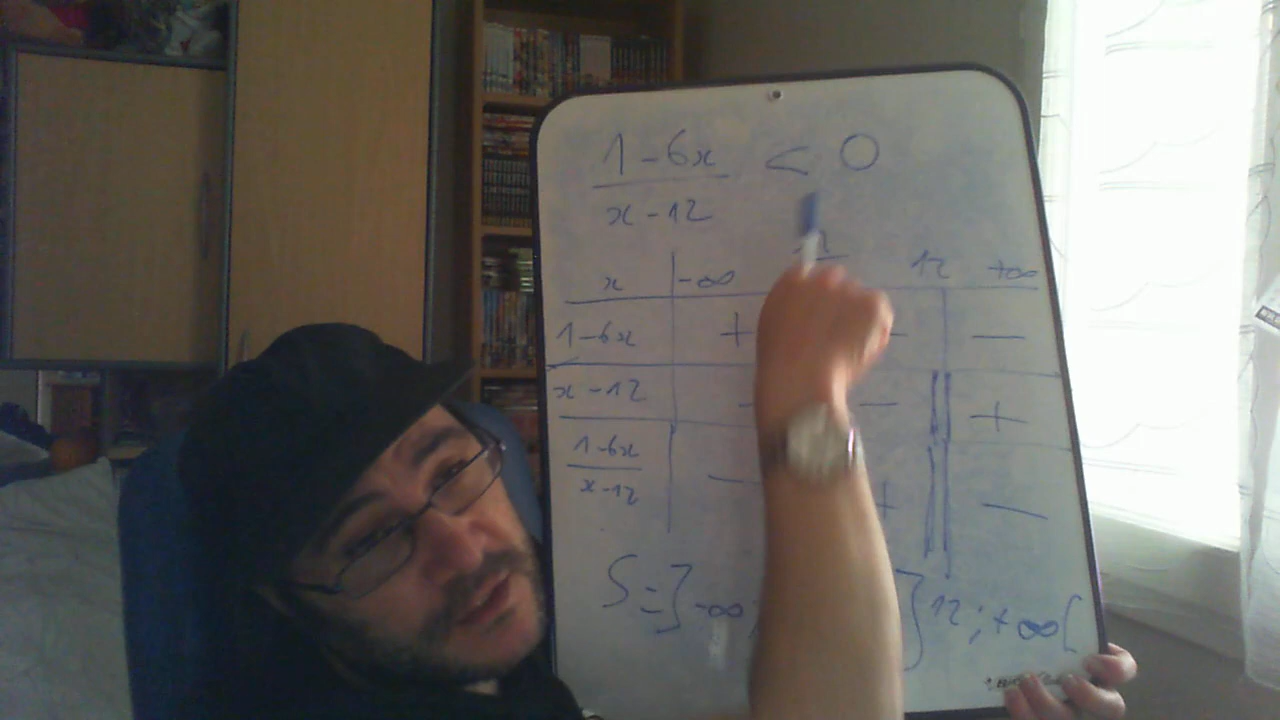 1-6x < 0
x-12
x -∞ 12 +∞
1-6x + - -
x-12 - - +
1-6x
x-12 - + -
S = ]-∞ ]12 ; +∞[